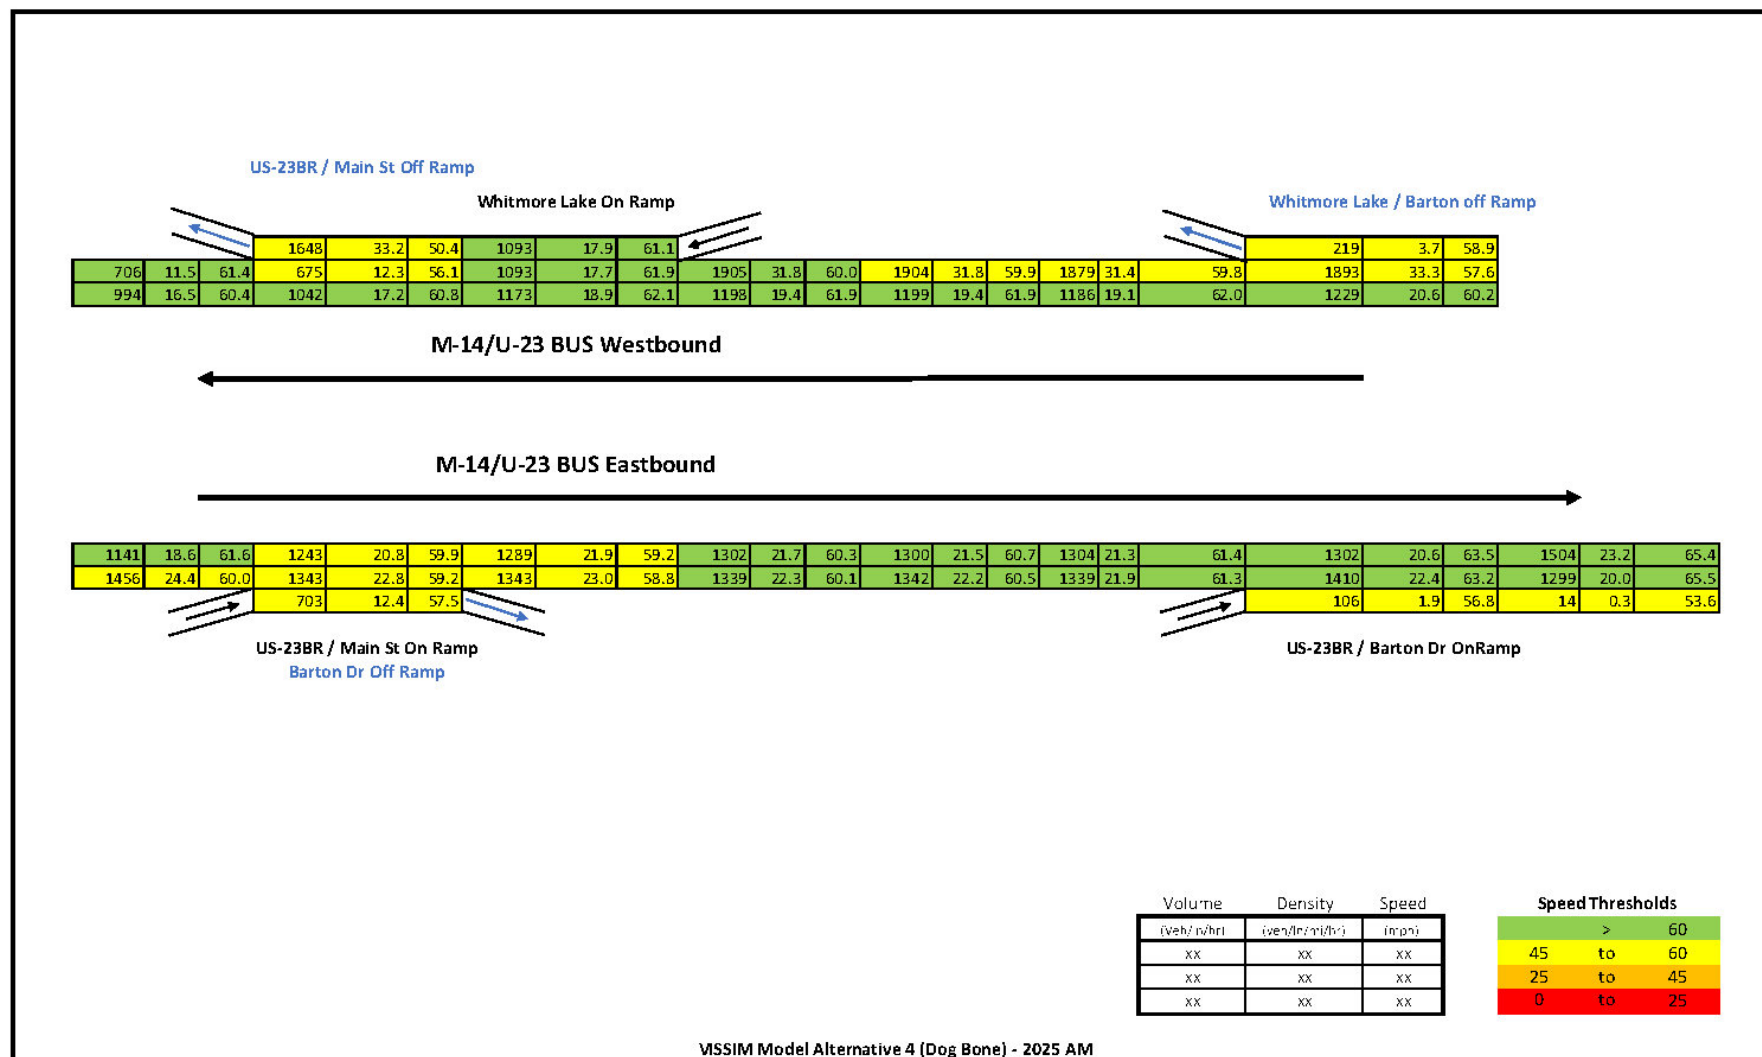 US-23BR / Main St Off Ramp
Whitmore Lake On Ramp
Whitmore Lake / Barton off Ramp
1648 33.2 50.4 1093 17.9 61.1 219 3.7 58.9
706 11.5 61.4 675 12.3 56.1 1093 17.7 61.9 1905 31.8 60.0 1904 31.8 59.9 1879 31.4 59.8 1893 33.3 57.6
994 16.5 60.4 1042 17.2 60.8 1173 18.9 62.1 1198 19.4 61.9 1199 19.4 61.9 1186 19.1 62.0 1229 20.6 60.2
M-14/U-23 BUS Westbound
M-14/U-23 BUS Eastbound
1141 18.6 61.6 1243 20.8 59.9 1289 21.9 59.2 1302 21.7 60.3 1300 21.5 60.7 1304 21.3 61.4 1302 20.6 63.5 1504 23.2 65.4
1456 24.4 60.0 1343 22.8 59.2 1343 23.0 58.8 1339 22.3 60.1 1342 22.2 60.5 1339 21.9 61.3 1410 22.4 63.2 1299 20.0 65.5
703 12.4 57.5 106 1.9 56.8 14 0.3 53.6
US-23BR / Main St On Ramp
Barton Dr Off Ramp
US-23BR / Barton Dr OnRamp
Volume Density Speed
(Veh/ln/hr) (veh/ln/mi/hr) (mph)
xx xx xx
xx xx xx
xx xx xx
Speed Thresholds
> 60
45 to 60
25 to 45
0 to 25
VISSIM Model Alternative 4 (Dog Bone) - 2025 AM